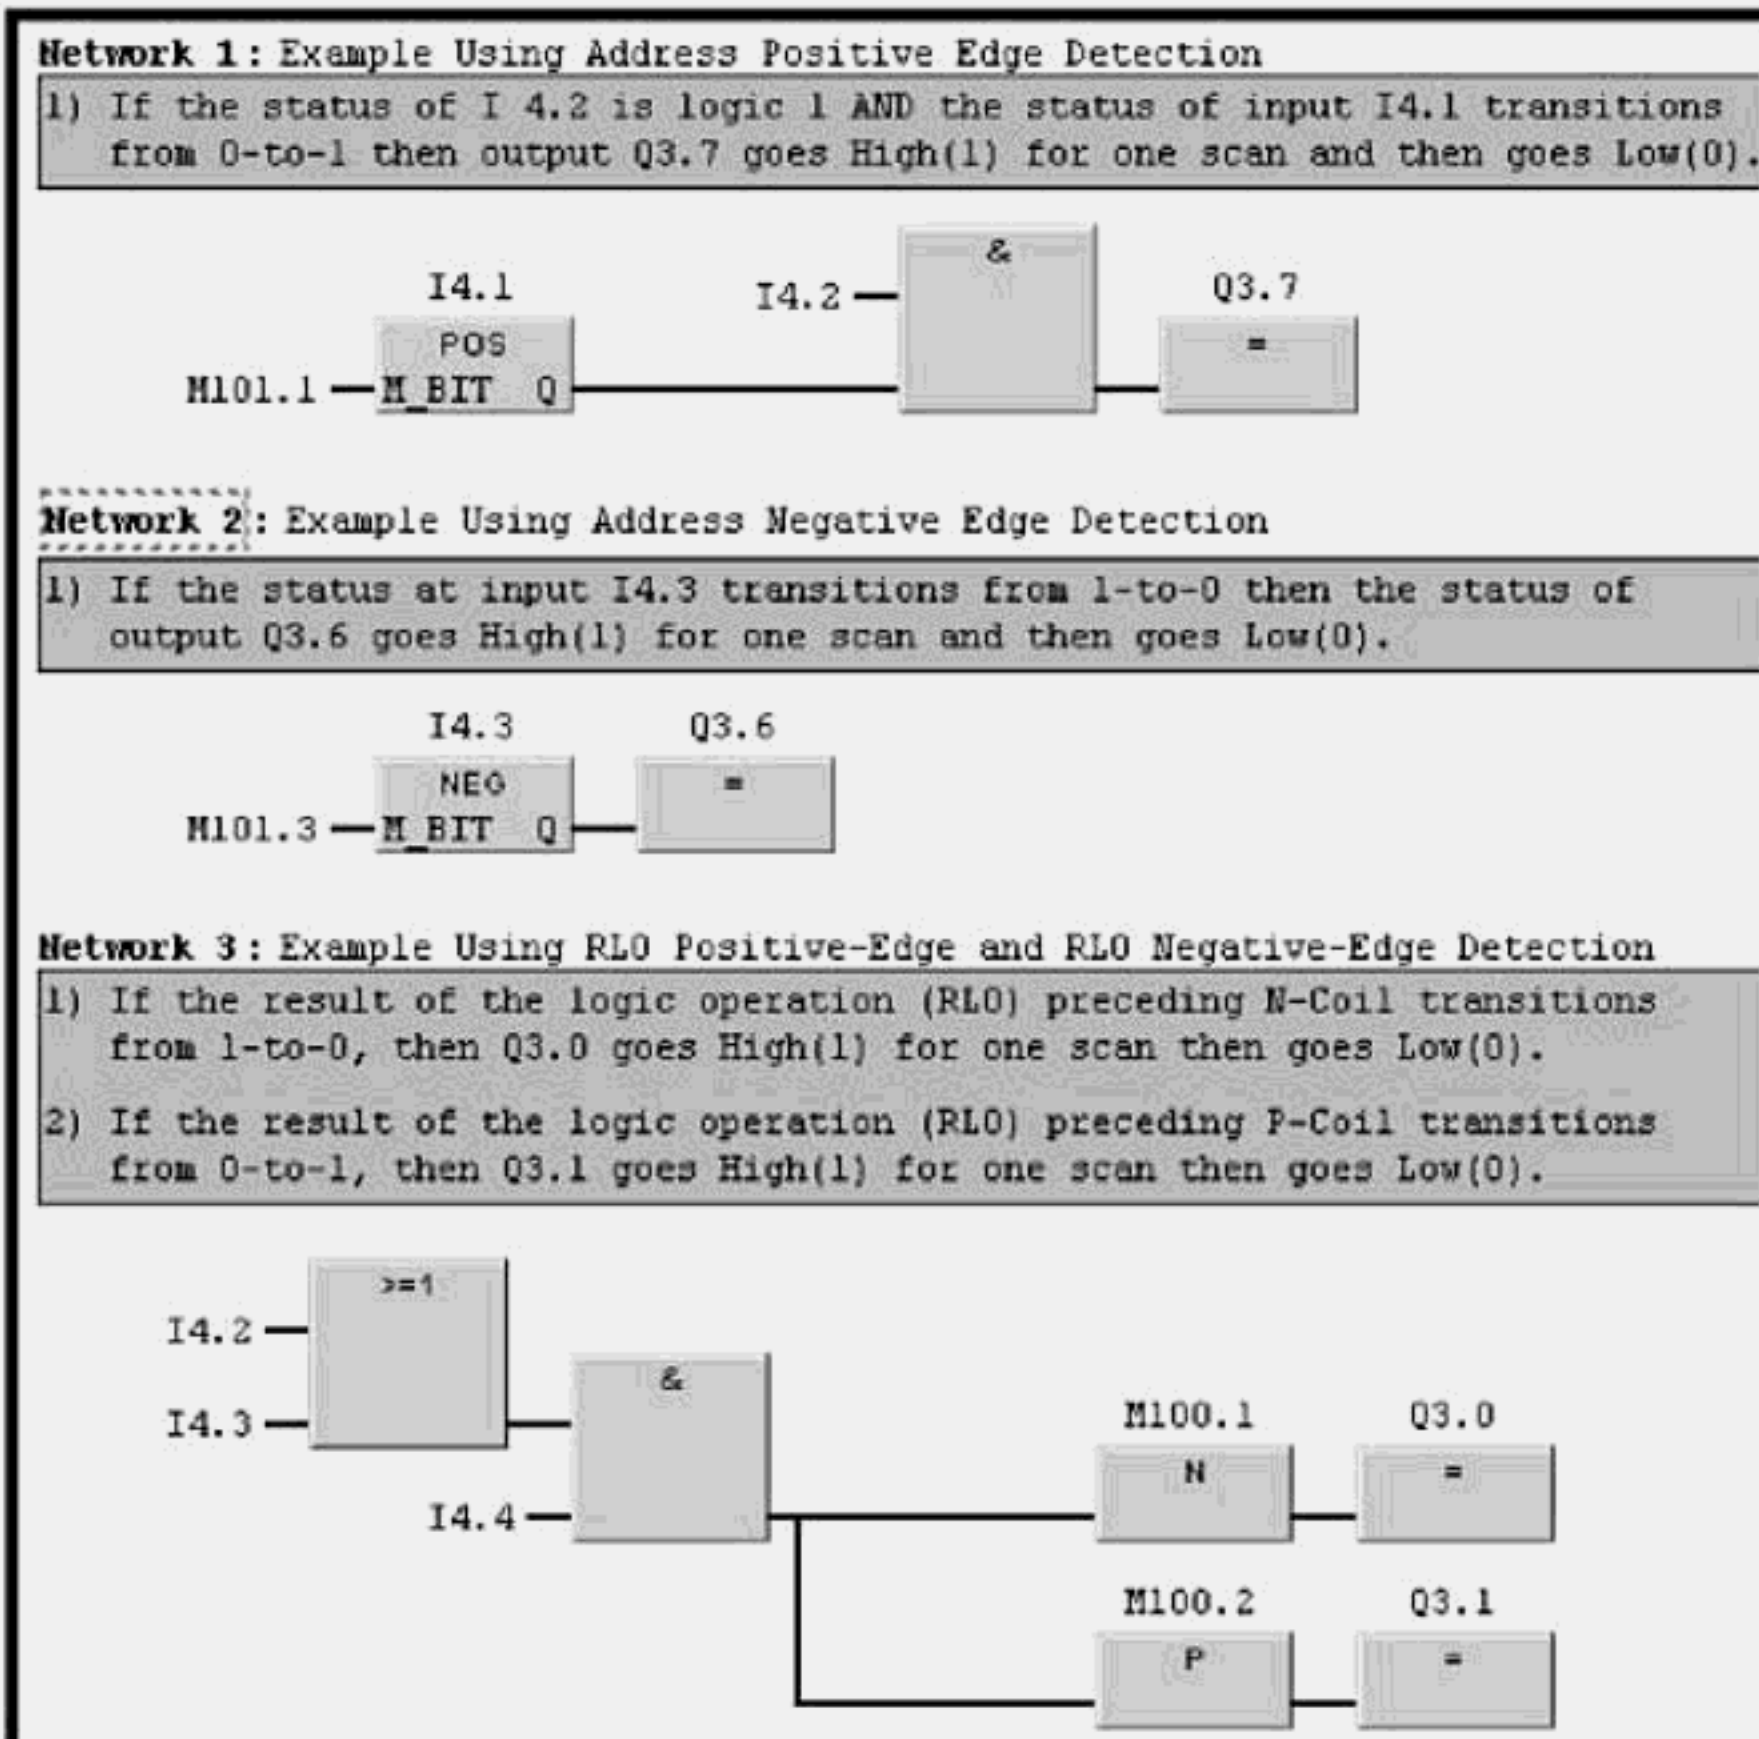 Network 1: Example Using Address Positive Edge Detection
1) If the status of I 4.2 is logic 1 AND the status of input I4.1 transitions
from 0-to-1 then output Q3.7 goes High(1) for one scan and then goes Low(0).
&
I4.1
I4.2
Q3.7
POS
=
M101.1
M_BIT Q
Network 2: Example Using Address Negative Edge Detection
1) If the status at input I4.3 transitions from 1-to-0 then the status of
output Q3.6 goes High(1) for one scan and then goes Low(0).
I4.3
Q3.6
NEG
=
M101.3
M_BIT Q
Network 3: Example Using RLO Positive-Edge and RLO Negative-Edge Detection
1) If the result of the logic operation (RLO) preceding N-Coil transitions
from 1-to-0, then Q3.0 goes High(1) for one scan then goes Low(0).
2) If the result of the logic operation (RLO) preceding P-Coil transitions
from 0-to-1, then Q3.1 goes High(1) for one scan then goes Low(0).
>=1
I4.2
&
I4.3
M100.1
Q3.0
N
=
I4.4
M100.2
Q3.1
P
=